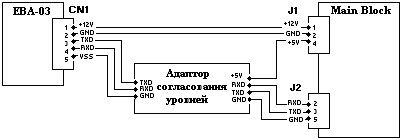 EBA-03
CN1
J1
Main Block
1 +12V
2 GND
3 TXD
4 RXD
5 VSS
+12V 1
GND 2
+5V 4
Адаптор
согласования
уровней
TXD
RXD
GND
+5V
RXD
TXD
GND
J2
RXD 2
TXD 3
GND 5